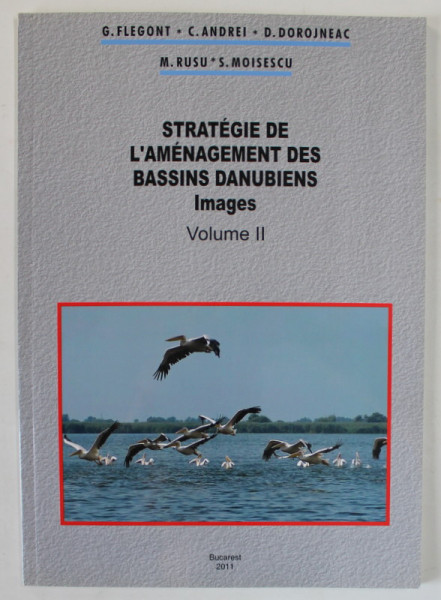 G. FLEGONT • C. ANDREI • D. DOROJNEAC
M. RUSU * S. MOISESCU
STRATÉGIE DE
L'AMÉNAGEMENT DES
BASSINS DANUBIENS
Images
Volume II
Bucarest
2011